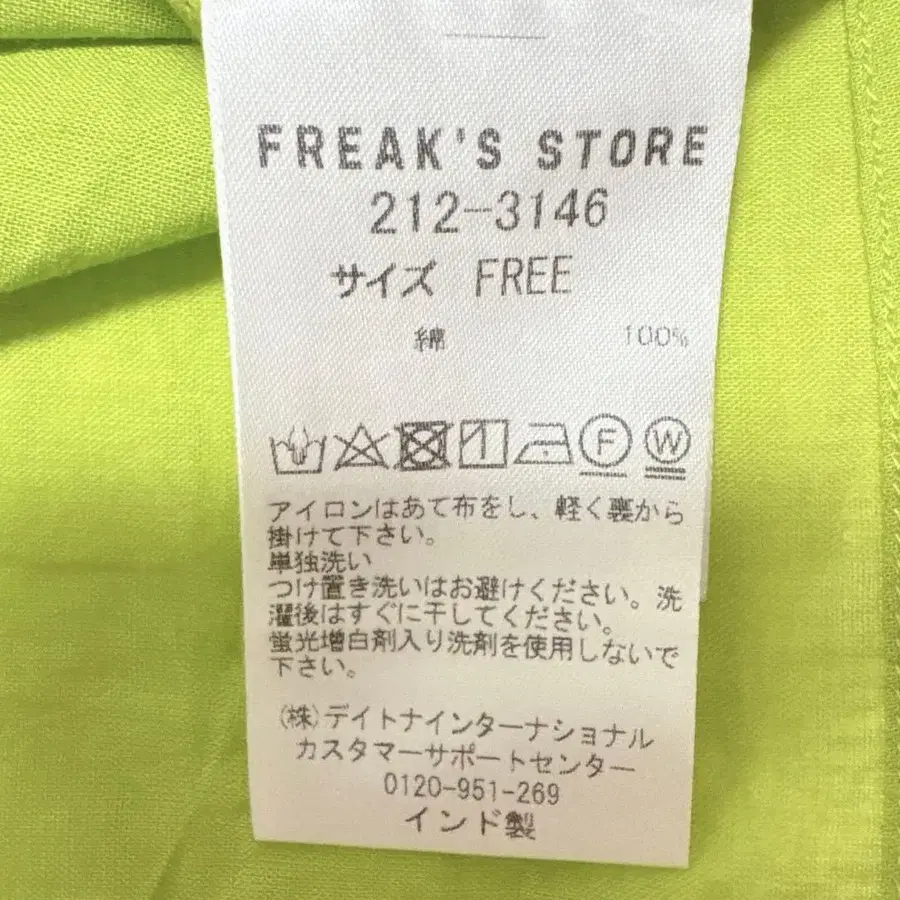 FREAK'S STORE
212-3146
サイズ FREE
綿 100%
1 F W
アイロンはあて布をし、軽く裏から
掛けて下さい。
単独洗い
つけ置き洗いはお避けください。洗
濯後はすぐに干してください。
蛍光増白剤入り洗剤を使用しないで
下さい。
(株)デイトナインターナショナル
カスタマーサポートセンター
0120-951-269
インド製